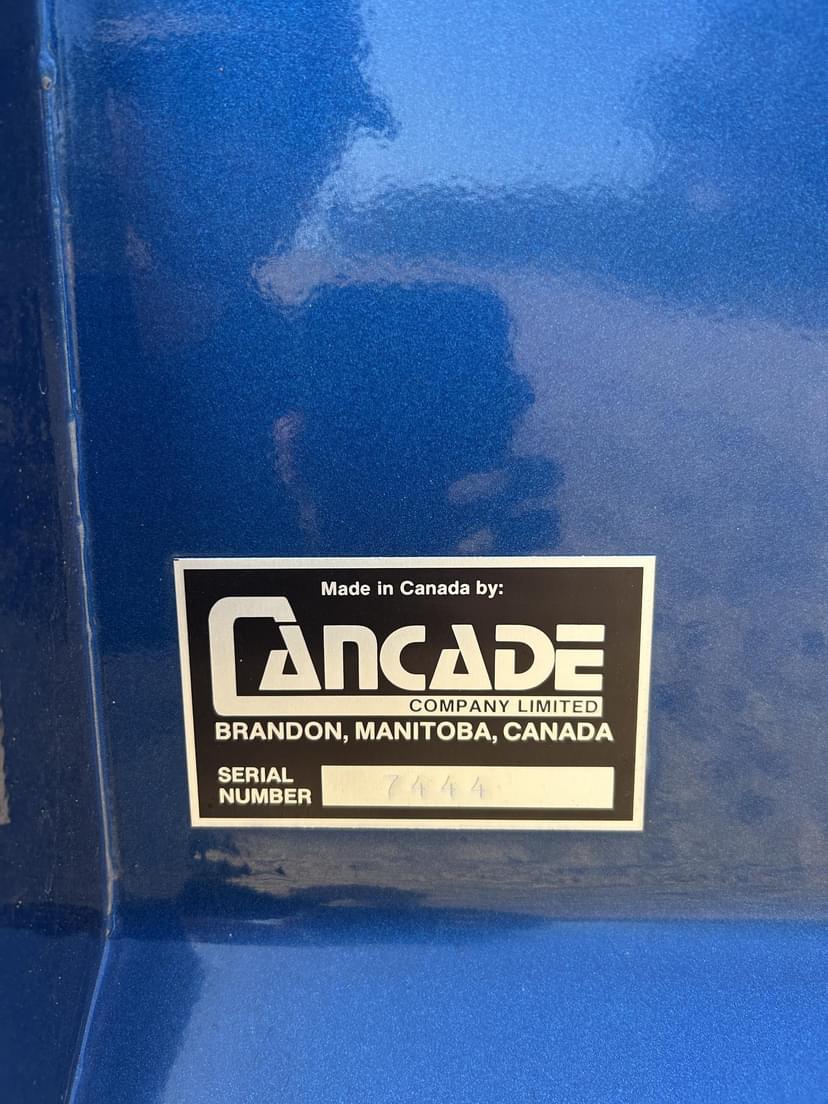 Made in Canada by:
CANCADE
COMPANY LIMITED
BRANDON, MANITOBA, CANADA
SERIAL
NUMBER 7444